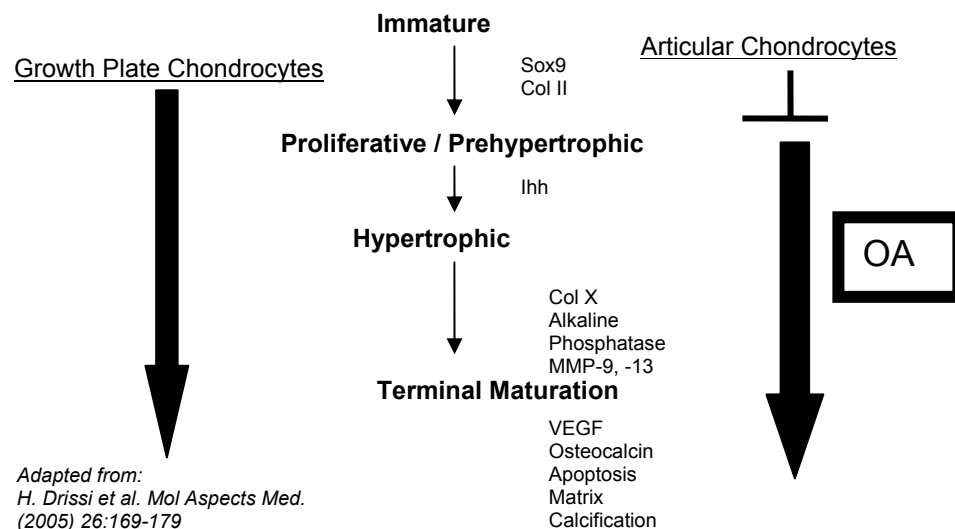 Immature
Growth Plate Chondrocytes
Articular Chondrocytes
Sox9
Col II
Proliferative / Prehypertrophic
Ihh
Hypertrophic
OA
Col X
Alkaline
Phosphatase
MMP-9, -13
Terminal Maturation
VEGF
Osteocalcin
Apoptosis
Matrix
Calcification
Adapted from:
H. Drissi et al. Mol Aspects Med.
(2005) 26:169-179